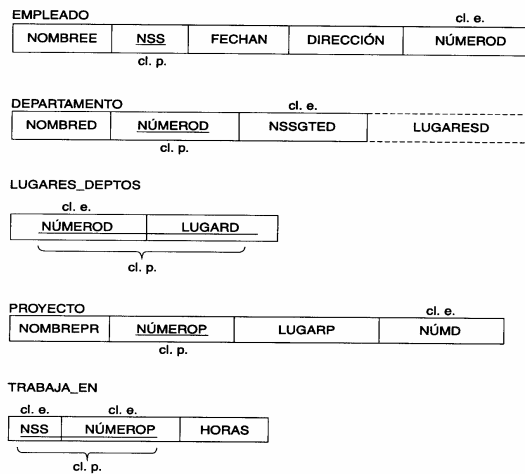 EMPLEADO
cl. e.
NOMBREE NSS FECHAN DIRECCIÓN NÚMEROD
cl. p.
DEPARTAMENTO
cl. e.
NOMBRED NÚMEROD NSSGTED LUGARESD
cl. p.
LUGARES_DEPTOS
cl. e.
NÚMEROD LUGARD
cl. p.
PROYECTO
cl. e.
NOMBREPR NÚMEROP LUGARP NÚMD
cl. p.
TRABAJA_EN
cl. e. cl. e.
NSS NÚMEROP HORAS
cl. p.